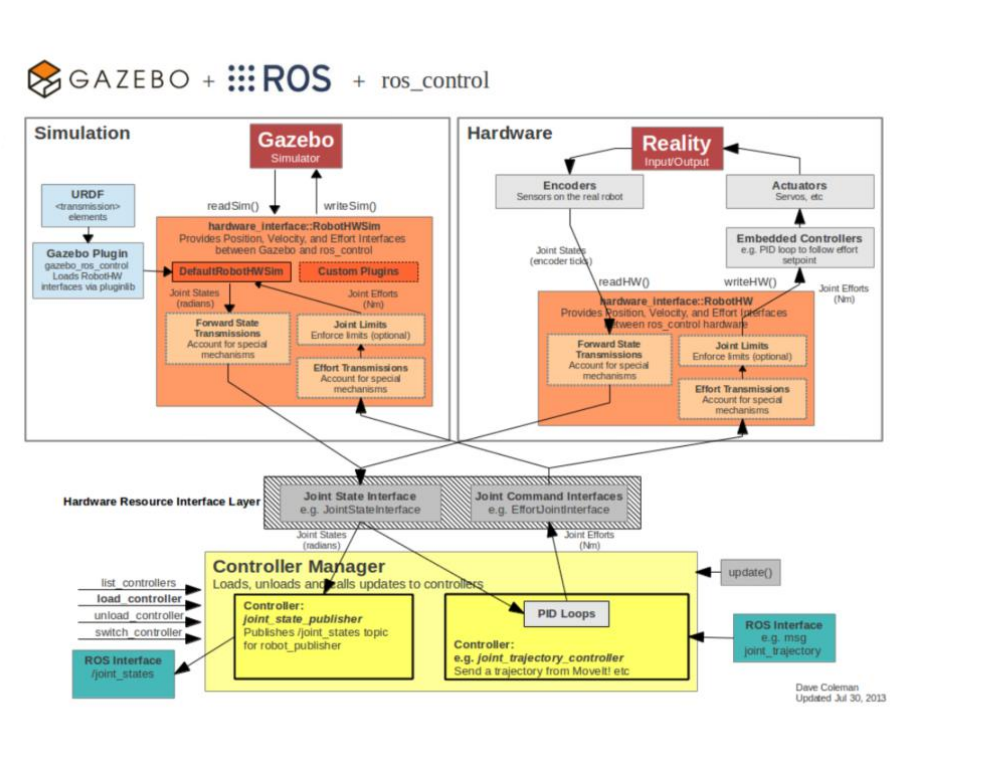 GAZEBO + ROS + ros_control
Simulation
Gazebo
Simulator
readSim()
writeSim()
URDF
<transmission>
elements
Gazebo Plugin
gazebo_ros_control
Loads RobotHW
interfaces via pluginlib
hardware_interface::RobotHWSim
Provides Position, Velocity, and Effort Interfaces
between Gazebo and ros_control
DefaultRobotHWSim
Custom Plugins
Joint States
(radians)
Joint Efforts
(Nm)
Forward State
Transmissions
Account for special
mechanisms
Joint Limits
Enforce limits (optional)
Effort Transmissions
Account for special
mechanisms
Hardware
Reality
Input/Output
Encoders
Sensors on the real robot
Actuators
Servos, etc
Embedded Controllers
e.g. PID loop to follow effort
setpoint
Joint States
(encoder ticks)
readHW()
writeHW()
Joint Efforts
(Nm)
hardware_interface::RobotHW
Provides Position, Velocity, and Effort Interfaces
between ros_control hardware
Forward State
Transmissions
Account for special
mechanisms
Joint Limits
Enforce limits (optional)
Effort Transmissions
Account for special
mechanisms
Hardware Resource Interface Layer
Joint State Interface
e.g. JointStateInterface
Joint Command Interfaces
e.g. EffortJointInterface
Joint States
(radians)
Joint Efforts
(Nm)
Controller Manager
Loads, unloads and calls updates to controllers
update()
list_controllers
load_controller
unload_controller
switch_controller
Controller:
joint_state_publisher
Publishes /joint_states topic
for robot_publisher
PID Loops
Controller:
e.g. joint_trajectory_controller
Send a trajectory from MoveIt! etc
ROS Interface
/joint_states
ROS Interface
e.g. msg
joint_trajectory
Dave Coleman
Updated Jul 30, 2013